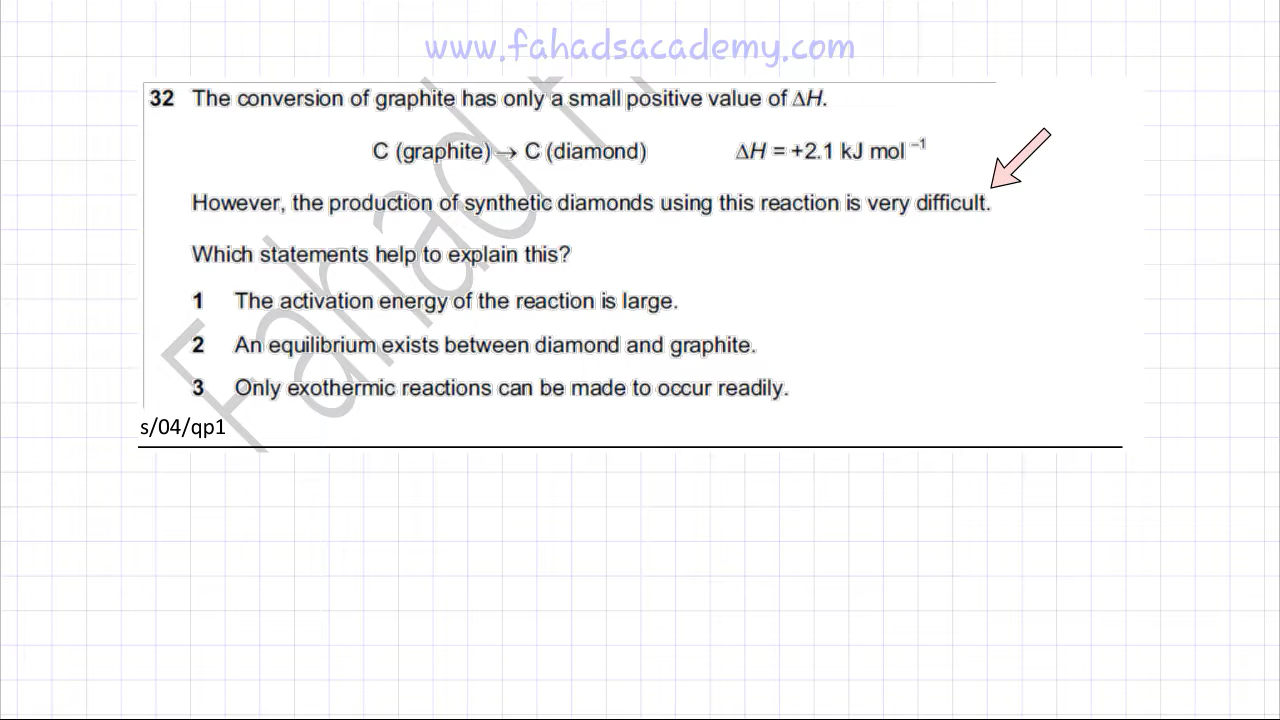 www.fahadsacademy.com
32 The conversion of graphite has only a small positive value of ΔH.
C (graphite) → C (diamond) ΔH = +2.1 kJ mol ⁻¹
However, the production of synthetic diamonds using this reaction is very difficult.
Which statements help to explain this?
1 The activation energy of the reaction is large.
2 An equilibrium exists between diamond and graphite.
3 Only exothermic reactions can be made to occur readily.
s/04/qp1
Fahad